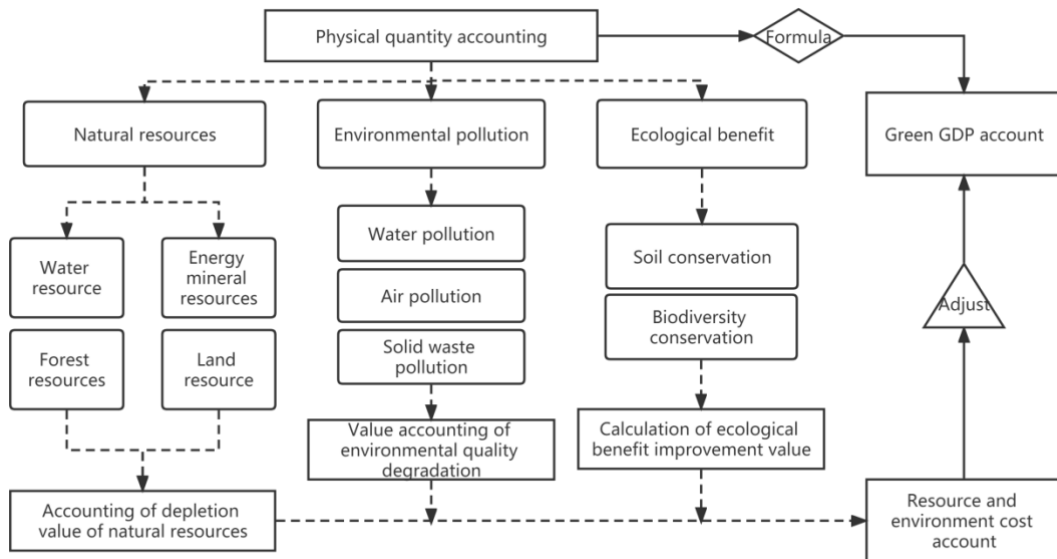 Physical quantity accounting
Formula
Natural resources
Environmental pollution
Ecological benefit
Green GDP account
Water
resource
Energy
mineral
resources
Water pollution
Soil conservation
Air pollution
Biodiversity
conservation
Adjust
Forest
resources
Land
resource
Solid waste
pollution
Value accounting of
environmental quality
degradation
Calculation of ecological
benefit improvement value
Accounting of depletion
value of natural resources
Resource and
environment cost
account